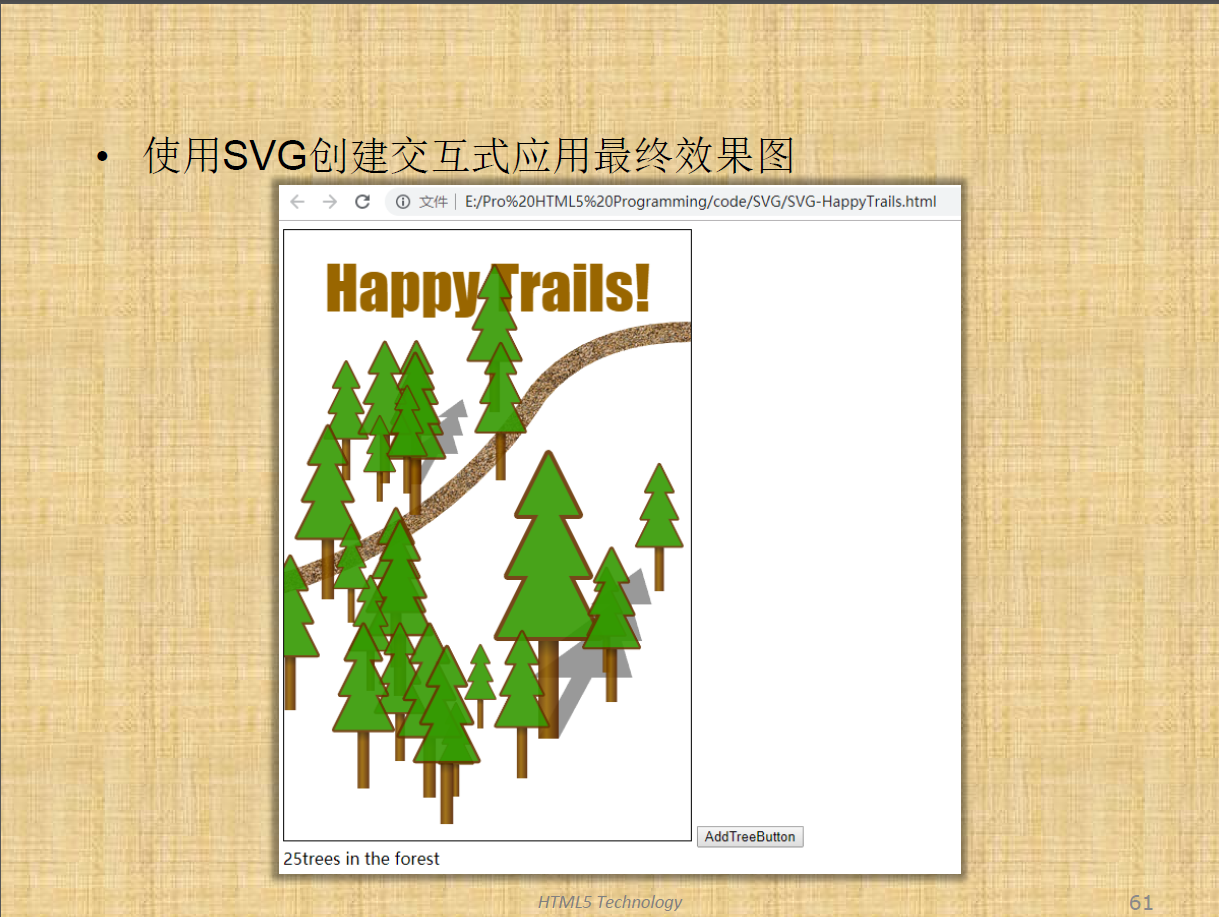 • 使用SVG创建交互式应用最终效果图
文件 | E:/Pro%20HTML5%20Programming/code/SVG/SVG-HappyTrails.html
Happy Trails!
AddTreeButton
25trees in the forest
HTML5 Technology
61